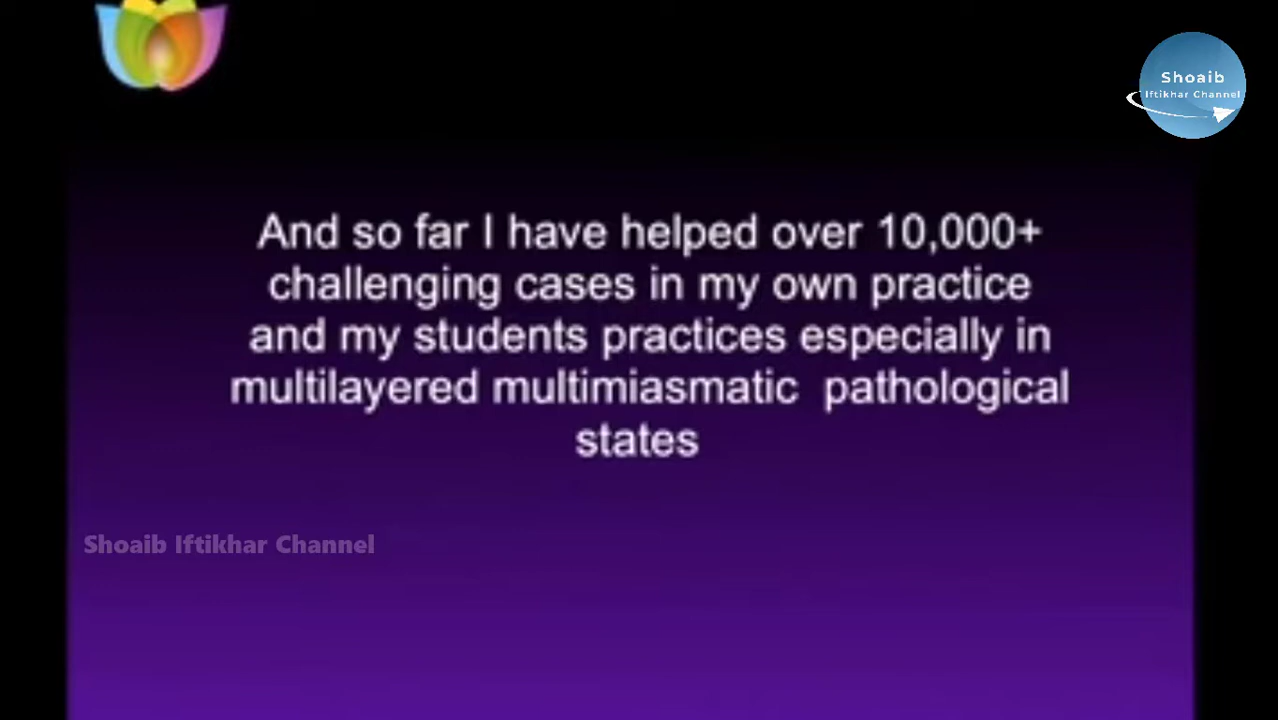 Shoaib
Iftikhar Channel
And so far I have helped over 10,000+
challenging cases in my own practice
and my students practices especially in
multilayered multimiasmatic pathological
states
Shoaib Iftikhar Channel